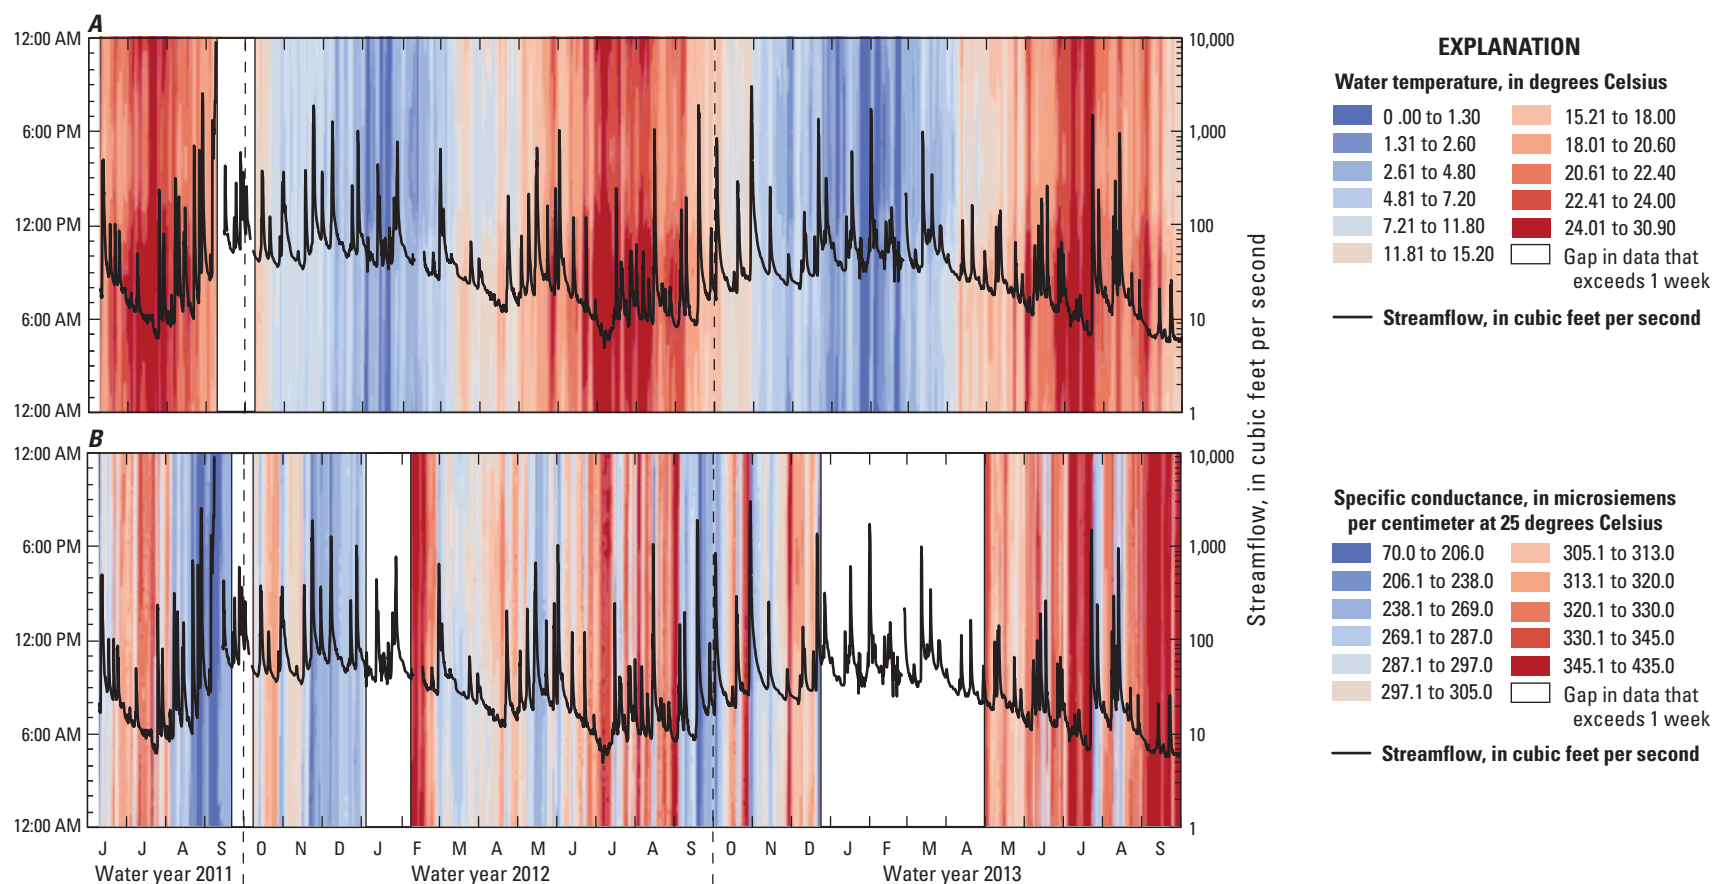 A
12:00 AM
6:00 PM
12:00 PM
6:00 AM
12:00 AM
10,000
1,000
100
10
1
Streamflow, in cubic feet per second
B
12:00 AM
6:00 PM
12:00 PM
6:00 AM
12:00 AM
10,000
1,000
100
10
1
J J A S O N D J F M A M J J A S O N D J F M A M J J A S
Water year 2011 Water year 2012 Water year 2013
EXPLANATION
Water temperature, in degrees Celsius
0 .00 to 1.30
1.31 to 2.60
2.61 to 4.80
4.81 to 7.20
7.21 to 11.80
11.81 to 15.20
15.21 to 18.00
18.01 to 20.60
20.61 to 22.40
22.41 to 24.00
24.01 to 30.90
Gap in data that
exceeds 1 week
Streamflow, in cubic feet per second
Specific conductance, in microsiemens
per centimeter at 25 degrees Celsius
70.0 to 206.0
206.1 to 238.0
238.1 to 269.0
269.1 to 287.0
287.1 to 297.0
297.1 to 305.0
305.1 to 313.0
313.1 to 320.0
320.1 to 330.0
330.1 to 345.0
345.1 to 435.0
Gap in data that
exceeds 1 week
Streamflow, in cubic feet per second